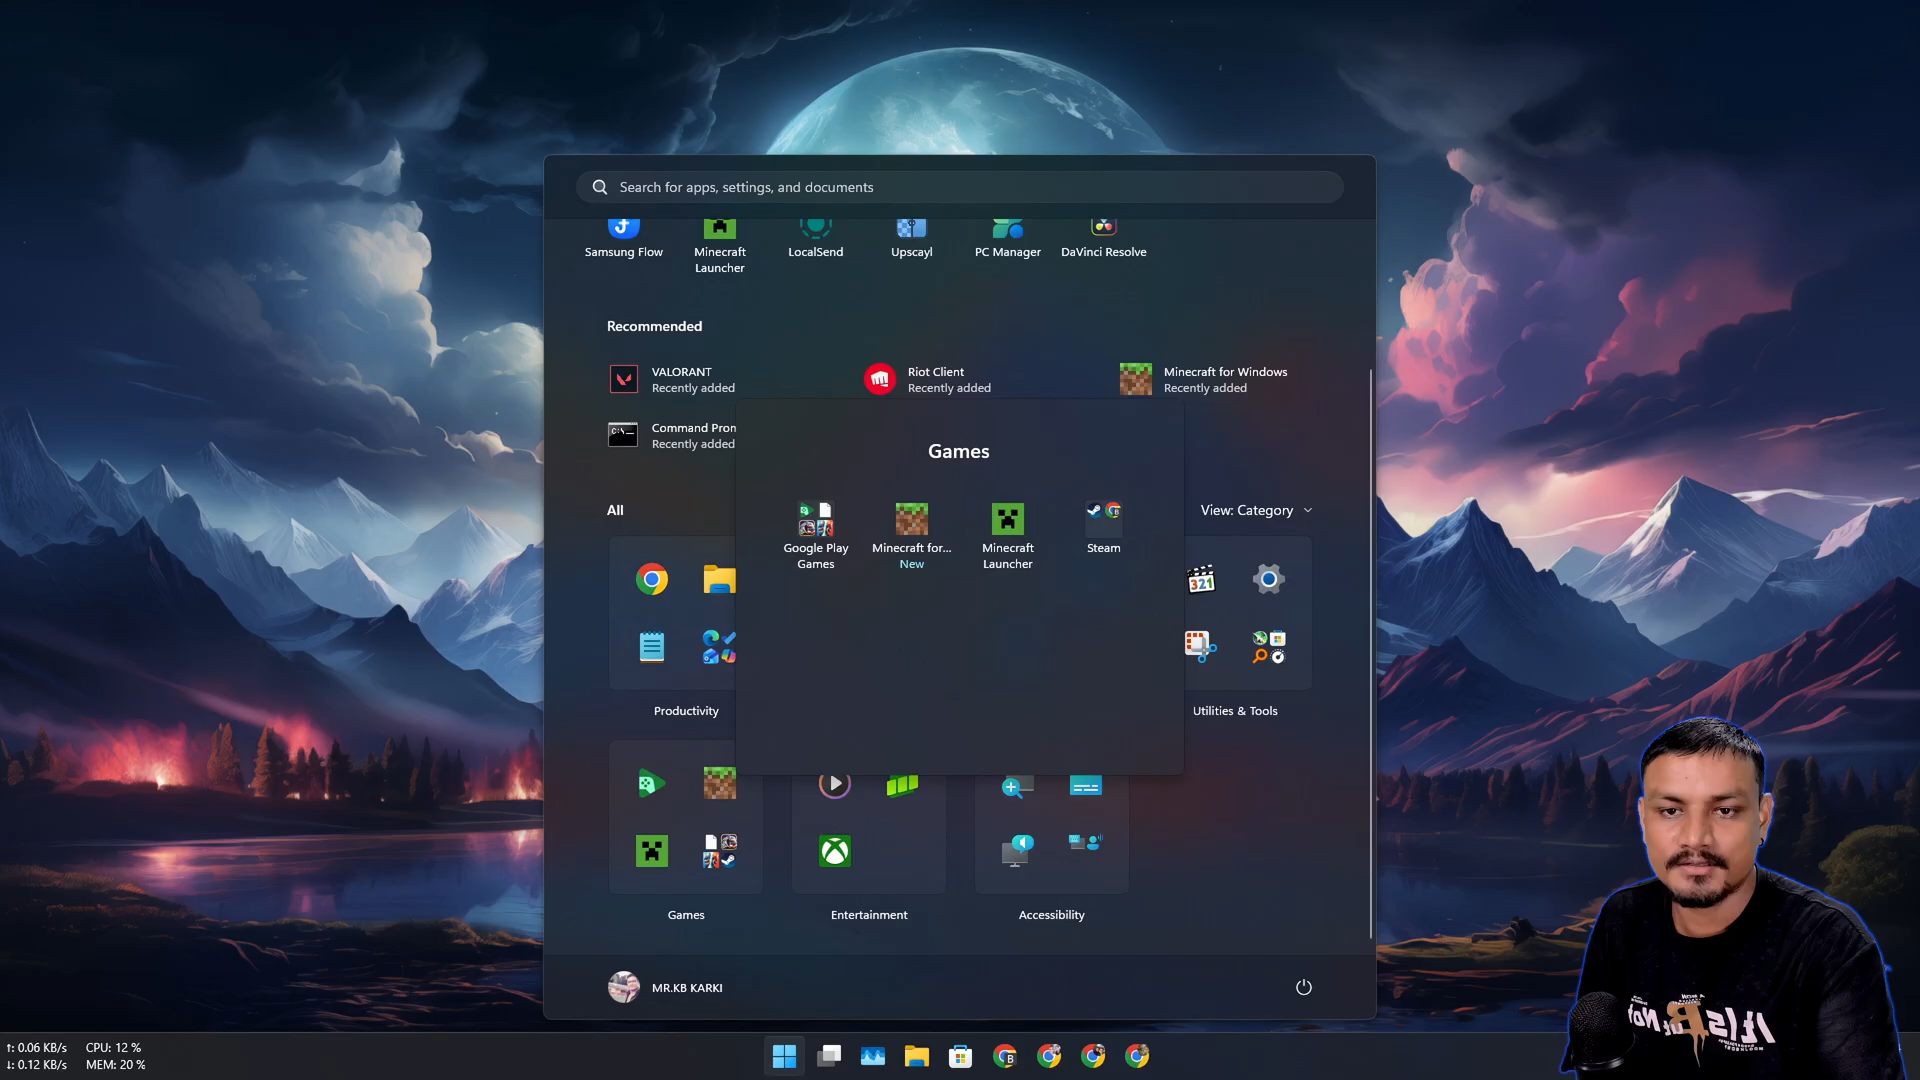 Search for apps, settings, and documents
Samsung Flow
Minecraft
Launcher
LocalSend
Upscayl
PC Manager
DaVinci Resolve
Recommended
VALORANT
Recently added
Riot Client
Recently added
Minecraft for Windows
Recently added
Command Pron
Recently added
Games
All
View: Category
Google Play
Games
Minecraft for...
New
Minecraft
Launcher
Steam
321
Productivity
Utilities & Tools
Games
Entertainment
Accessibility
MR.KB KARKI
↑: 0.06 KB/s CPU: 12 %
↓: 0.12 KB/s MEM: 20 %